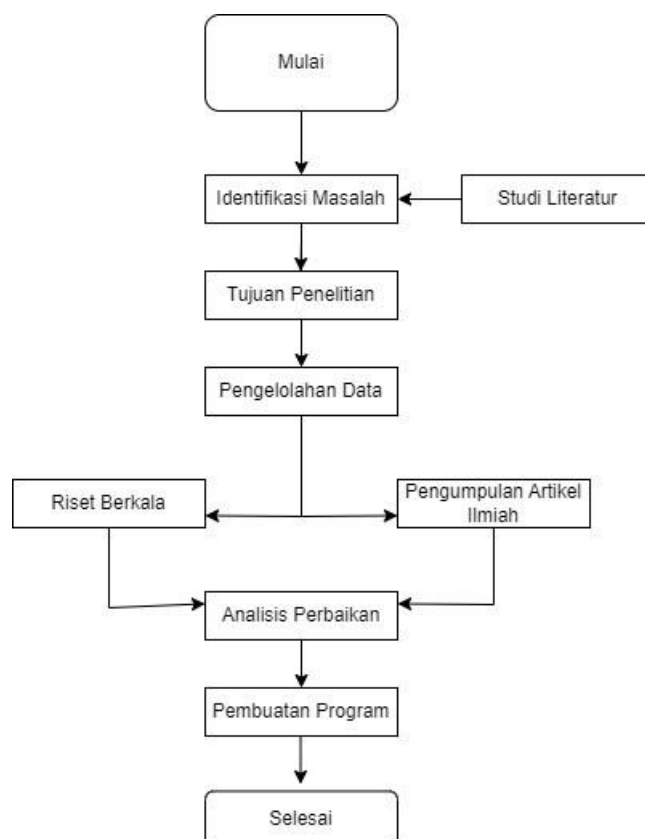 Mulai
Identifikasi Masalah
Studi Literatur
Tujuan Penelitian
Pengelolahan Data
Riset Berkala
Pengumpulan Artikel
Ilmiah
Analisis Perbaikan
Pembuatan Program
Selesai